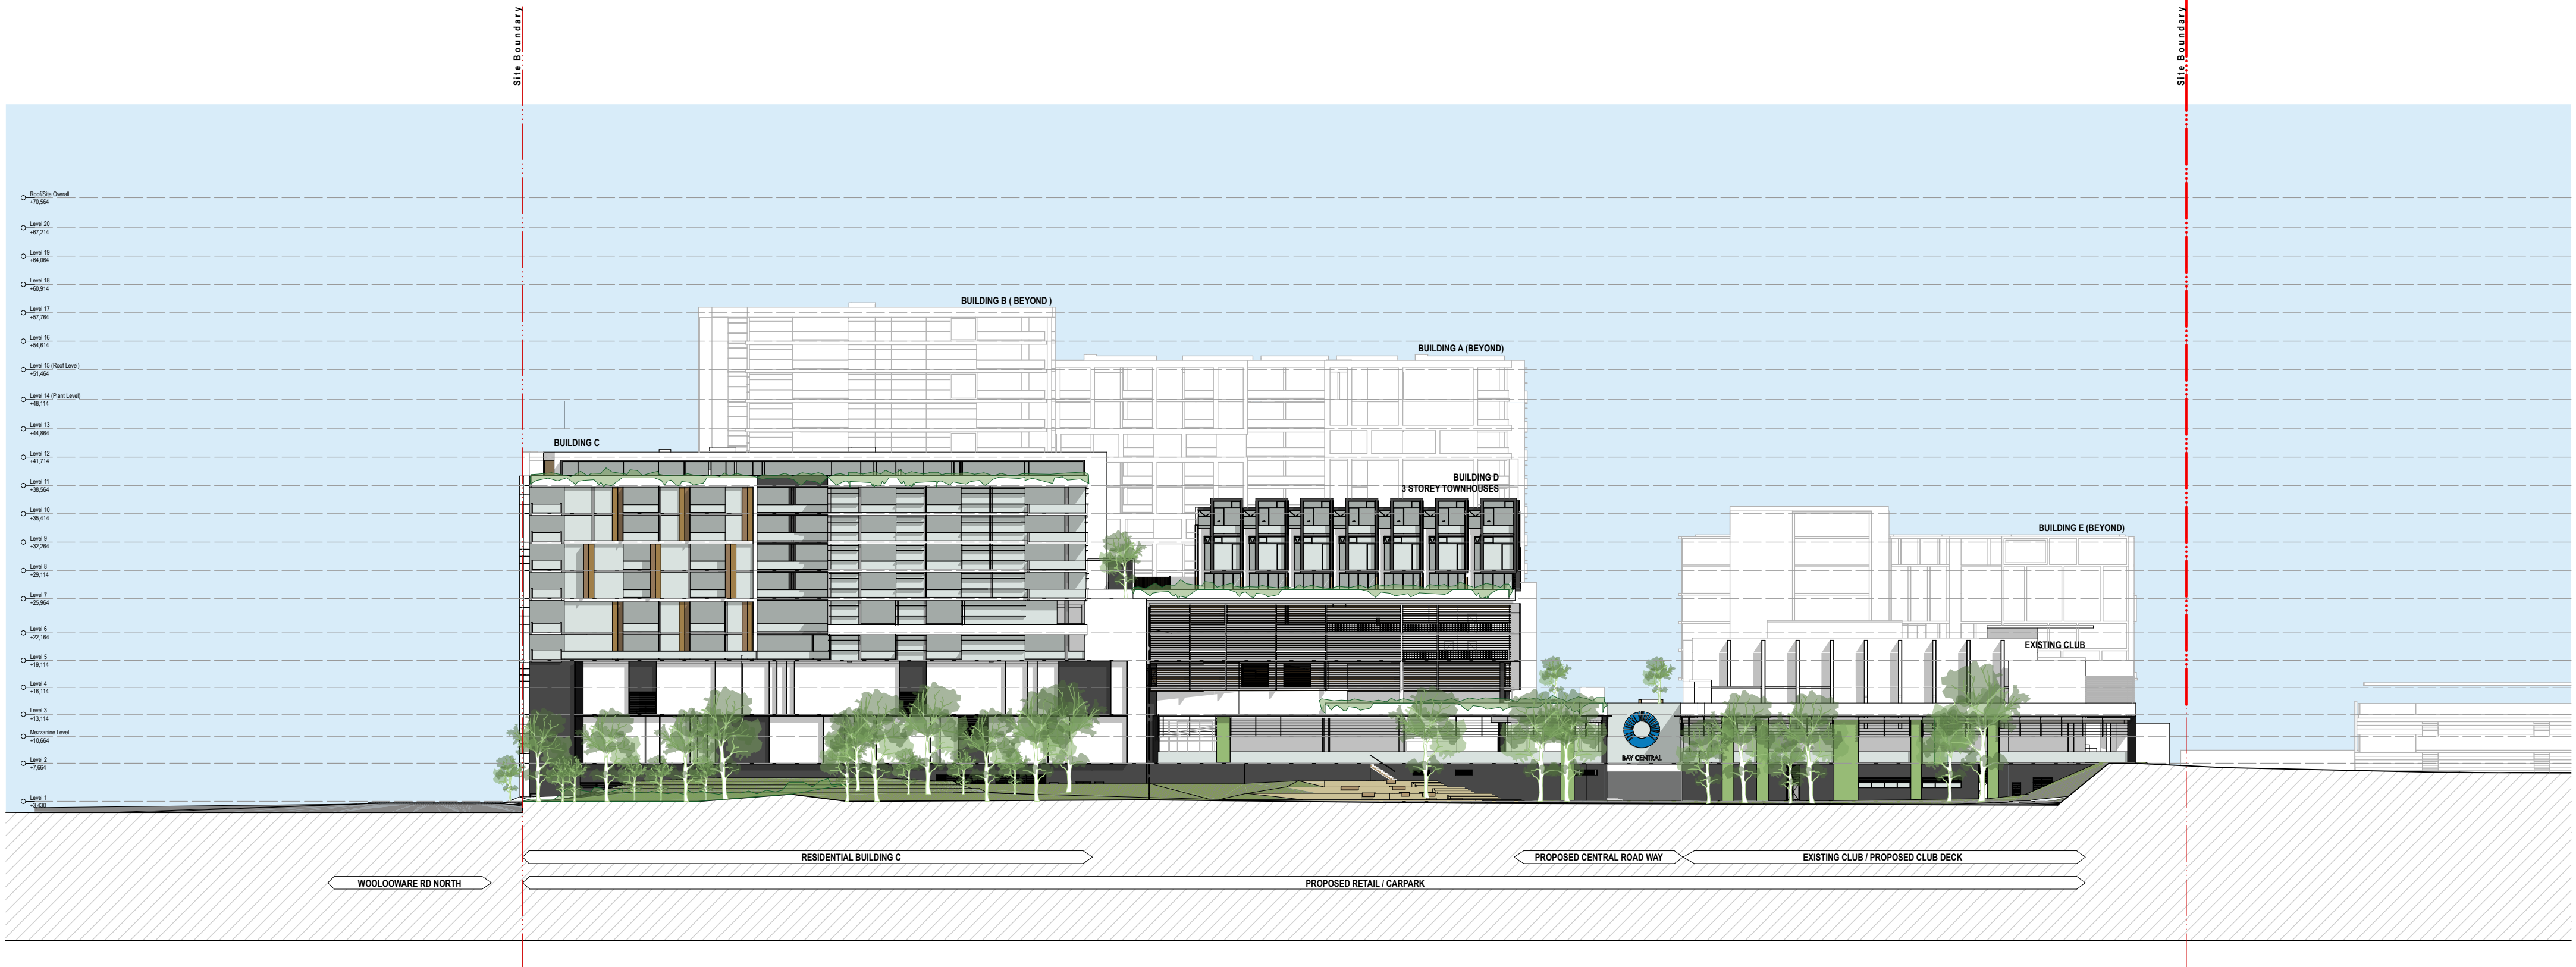 Site Boundary
Site Boundary
Roof/Site Overall
+70,564
Level 20
+67,214
Level 19
+64,064
Level 18
+60,914
Level 17
+57,764
Level 16
+54,614
Level 15 (Roof Level)
+51,464
Level 14 (Plant Level)
+48,114
Level 13
+44,864
Level 12
+41,714
Level 11
+38,564
Level 10
+35,414
Level 9
+32,264
Level 8
+29,114
Level 7
+25,964
Level 6
+22,164
Level 5
+19,114
Level 4
+16,114
Level 3
+13,114
Mezzanine Level
+10,664
Level 2
+7,664
Level 1
+3,430
BUILDING B ( BEYOND )
BUILDING A (BEYOND)
BUILDING C
BUILDING D
3 STOREY TOWNHOUSES
BUILDING E (BEYOND)
EXISTING CLUB
BAY CENTRAL
RESIDENTIAL BUILDING C
PROPOSED CENTRAL ROAD WAY
EXISTING CLUB / PROPOSED CLUB DECK
WOOLOOWARE RD NORTH
PROPOSED RETAIL / CARPARK